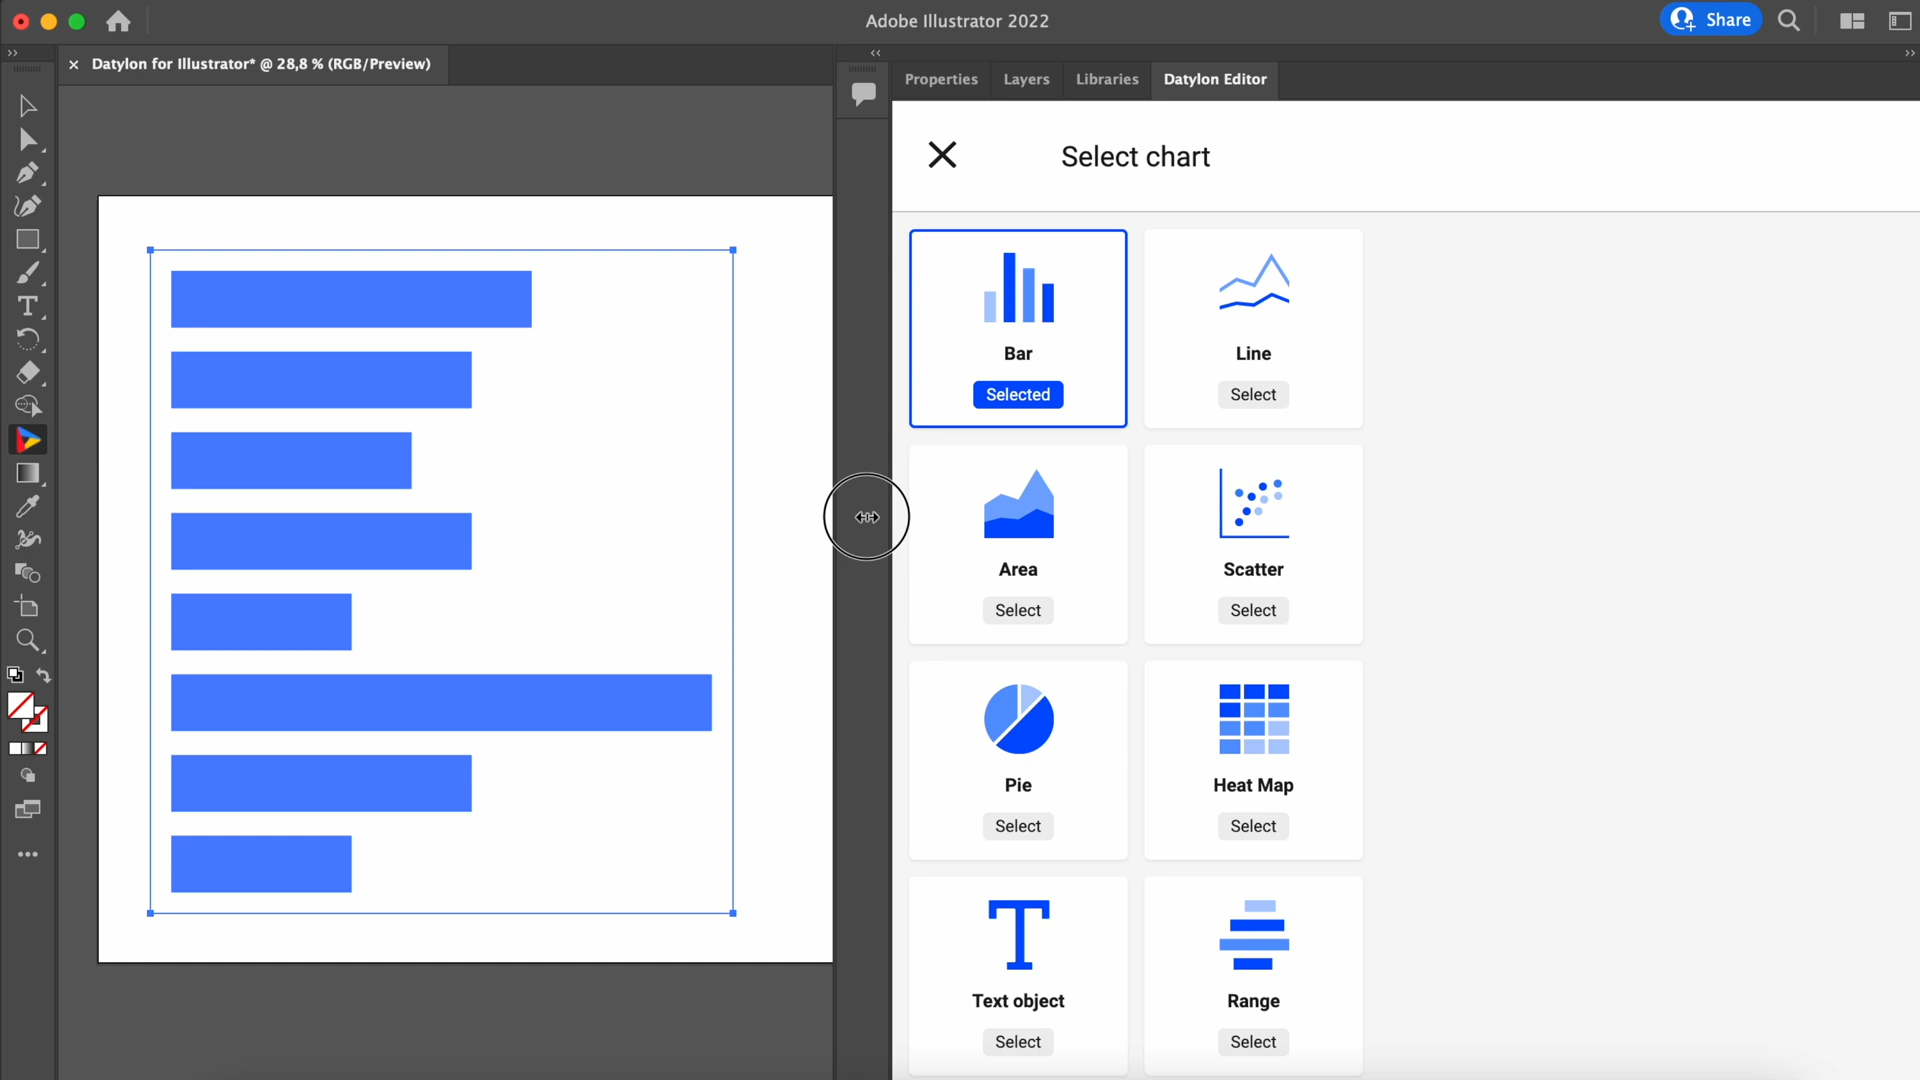 Adobe Illustrator 2022
Share
Datylon for Illustrator* @ 28,8 % (RGB/Preview)
Properties
Layers
Libraries
Datylon Editor
Select chart
Bar
Selected
Line
Select
Area
Select
Scatter
Select
Pie
Select
Heat Map
Select
Text object
Select
Range
Select